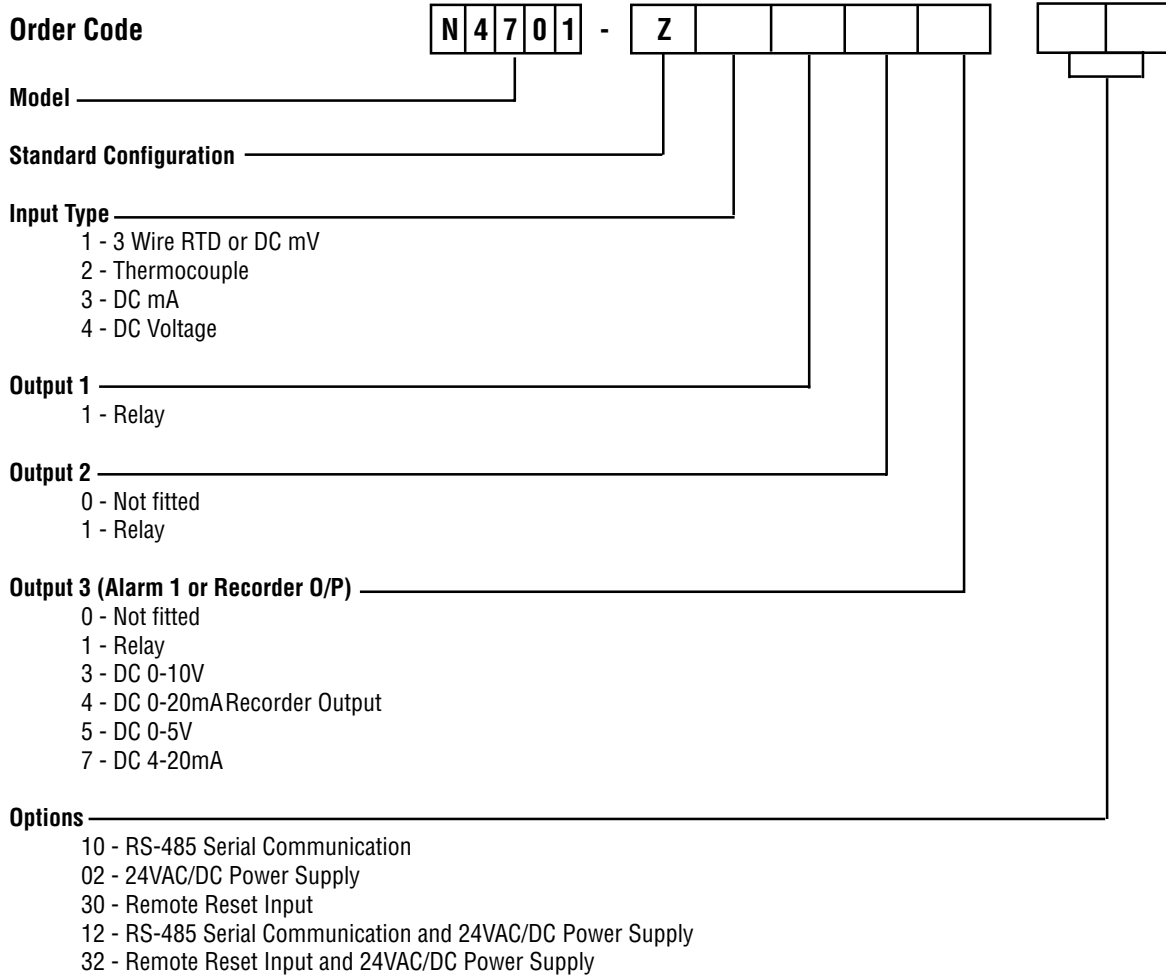 Order Code N4701 - Z
Model
Standard Configuration
Input Type
1 - 3 Wire RTD or DC mV
2 - Thermocouple
3 - DC mA
4 - DC Voltage
Output 1
1 - Relay
Output 2
0 - Not fitted
1 - Relay
Output 3 (Alarm 1 or Recorder O/P)
0 - Not fitted
1 - Relay
3 - DC 0-10V
4 - DC 0-20mA Recorder Output
5 - DC 0-5V
7 - DC 4-20mA
Options
10 - RS-485 Serial Communication
02 - 24VAC/DC Power Supply
30 - Remote Reset Input
12 - RS-485 Serial Communication and 24VAC/DC Power Supply
32 - Remote Reset Input and 24VAC/DC Power Supply